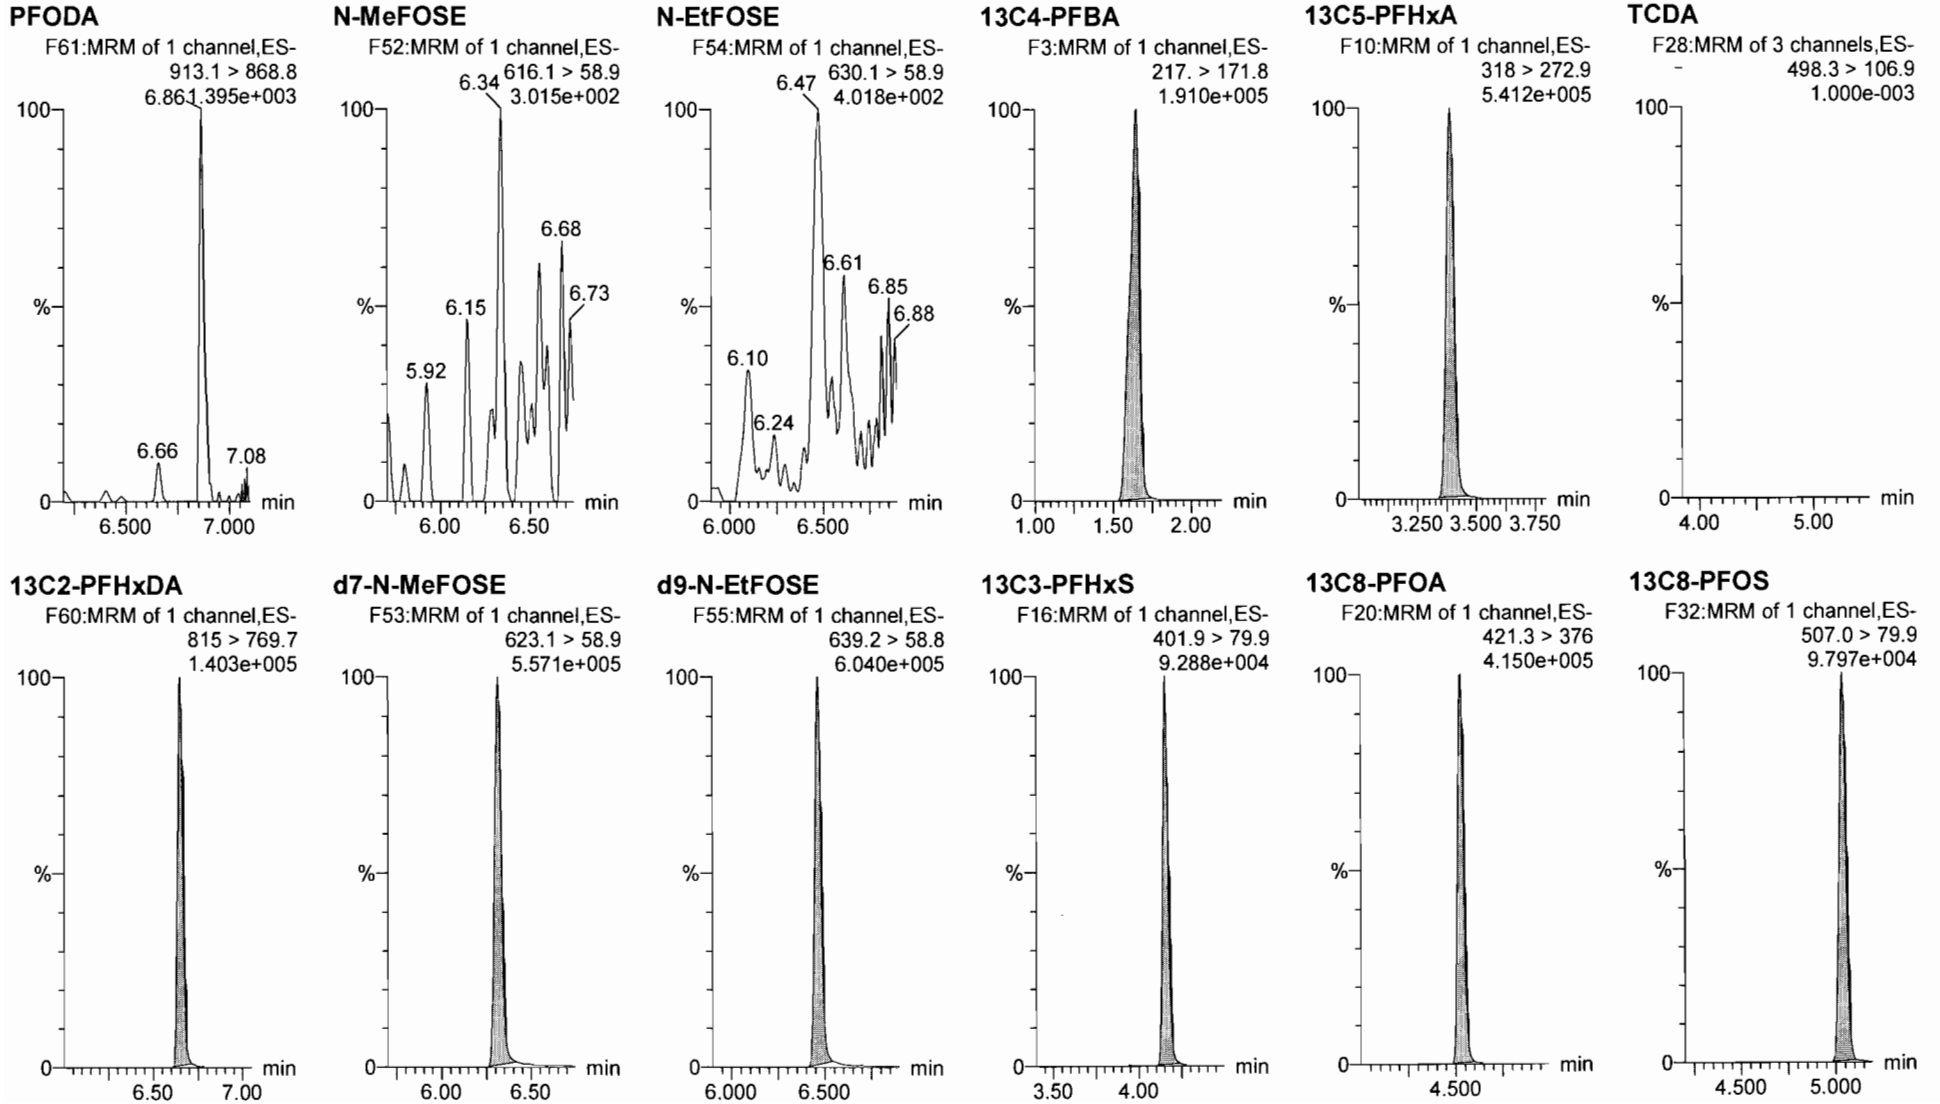 PFODA
F61:MRM of 1 channel,ES-
913.1 > 868.8
6.861.395e+003
100
%
0
6.66
7.08
min
6.500 7.000
N-MeFOSE
F52:MRM of 1 channel,ES-
616.1 > 58.9
6.34 3.015e+002
100
6.68
6.73
6.15
%
5.92
0
min
6.00 6.50
N-EtFOSE
F54:MRM of 1 channel,ES-
630.1 > 58.9
6.47 4.018e+002
100
6.61
6.85
6.88
%
6.10
6.24
0
min
6.000 6.500
13C4-PFBA
F3:MRM of 1 channel,ES-
217. > 171.8
1.910e+005
100
%
0
min
1.00 1.50 2.00
13C5-PFHxA
F10:MRM of 1 channel,ES-
318 > 272.9
5.412e+005
100
%
0
min
3.250 3.500 3.750
TCDA
F28:MRM of 3 channels,ES-
498.3 > 106.9
1.000e-003
100
%
0
min
4.00 5.00
13C2-PFHxDA
F60:MRM of 1 channel,ES-
815 > 769.7
1.403e+005
100
%
0
min
6.50 7.00
d7-N-MeFOSE
F53:MRM of 1 channel,ES-
623.1 > 58.9
5.571e+005
100
%
0
min
6.00 6.50
d9-N-EtFOSE
F55:MRM of 1 channel,ES-
639.2 > 58.8
6.040e+005
100
%
0
min
6.000 6.500
13C3-PFHxS
F16:MRM of 1 channel,ES-
401.9 > 79.9
9.288e+004
100
%
0
min
3.50 4.00
13C8-PFOA
F20:MRM of 1 channel,ES-
421.3 > 376
4.150e+005
100
%
0
min
4.500
13C8-PFOS
F32:MRM of 1 channel,ES-
507.0 > 79.9
9.797e+004
100
%
0
min
4.500 5.000